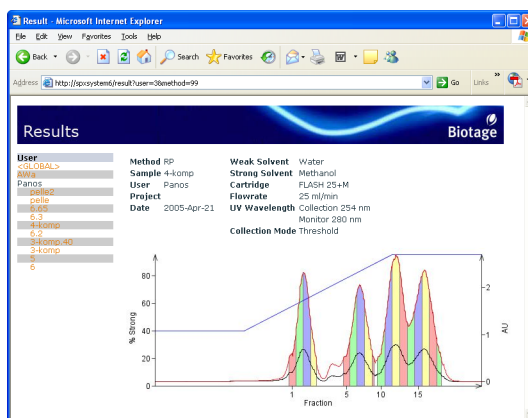 Result - Microsoft Internet Explorer
File Edit View Favorites Tools Help
Back Search Favorites
Address http://spxsystem6/result?user=3&method=99 Go Links
Results
Biotage
User
<GLOBAL>
AWa
Panos
pelle2
pelle
6.65
6.3
4-komp
6.2
3-komp.40
3-komp
5
6
Method RP
Sample 4-komp
User Panos
Project
Date 2005-Apr-21
Weak Solvent Water
Strong Solvent Methanol
Cartridge FLASH 25+M
Flowrate 25 ml/min
UV Wavelength Collection 254 nm
Monitor 280 nm
Collection Mode Threshold
% Strong
80
60
40
20
0
2
1
0
AU
1 5 10 15
Fraction